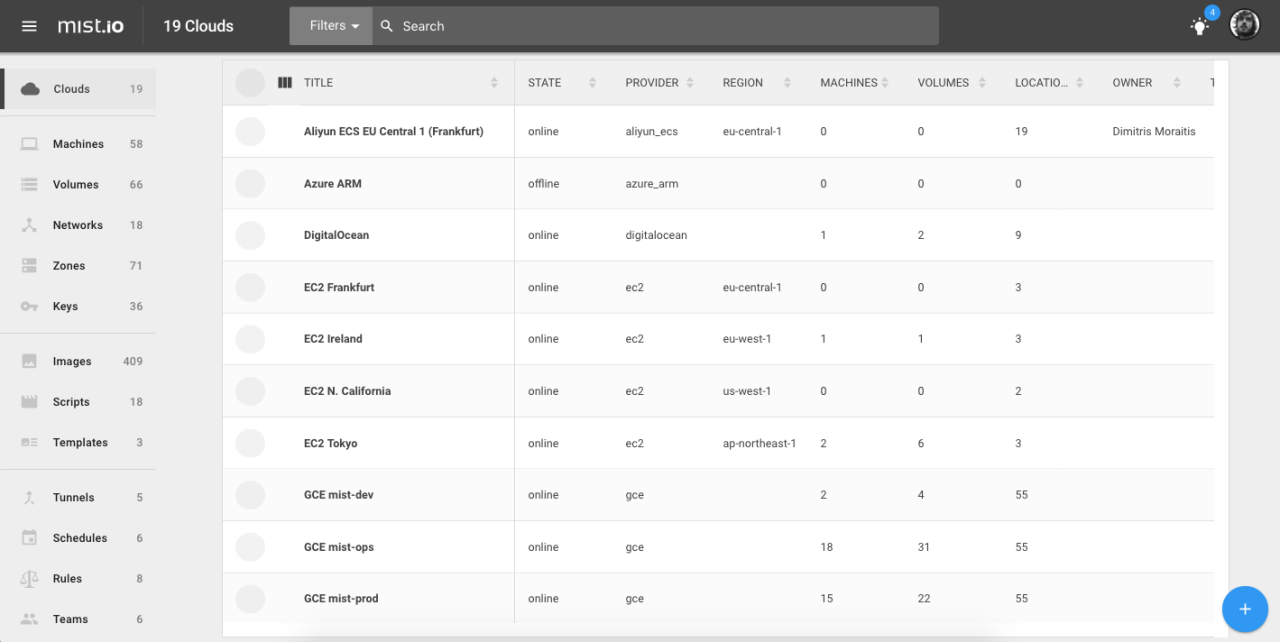 mist.io 19 Clouds Filters Search 4
Clouds 19
Machines 58
Volumes 66
Networks 18
Zones 71
Keys 36
Images 409
Scripts 18
Templates 3
Tunnels 5
Schedules 6
Rules 8
Teams 6
TITLE STATE PROVIDER REGION MACHINES VOLUMES LOCATIO... OWNER
Aliyun ECS EU Central 1 (Frankfurt) online aliyun_ecs eu-central-1 0 0 19 Dimitris Moraitis
Azure ARM offline azure_arm 0 0 0
DigitalOcean online digitalocean 1 2 9
EC2 Frankfurt online ec2 eu-central-1 0 0 3
EC2 Ireland online ec2 eu-west-1 1 1 3
EC2 N. California online ec2 us-west-1 0 0 2
EC2 Tokyo online ec2 ap-northeast-1 2 6 3
GCE mist-dev online gce 2 4 55
GCE mist-ops online gce 18 31 55
GCE mist-prod online gce 15 22 55
+